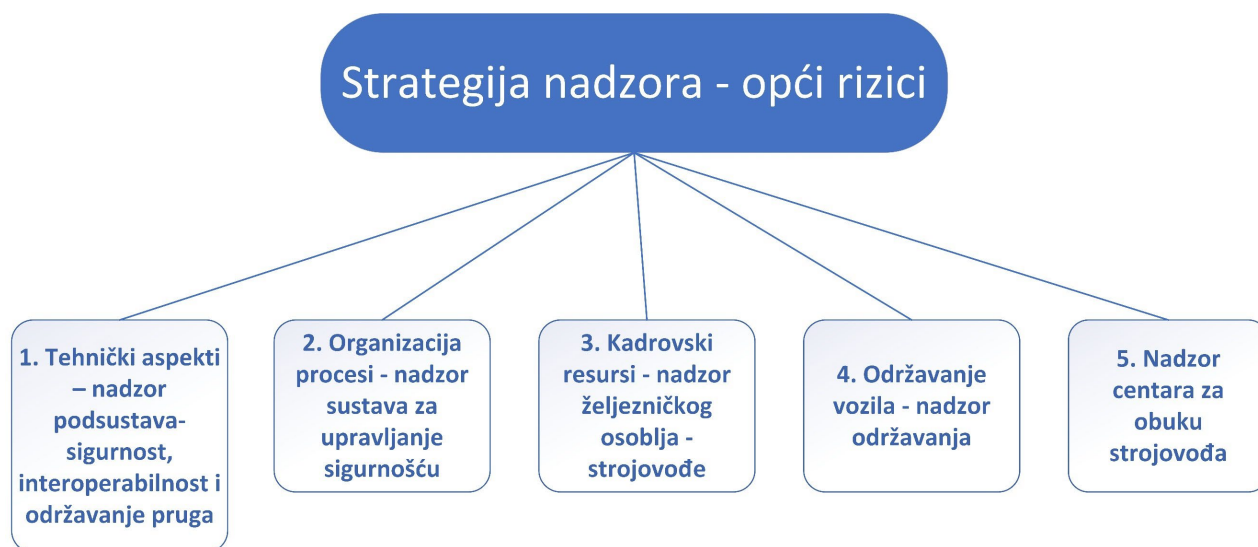 Strategija nadzora - opći rizici
1. Tehnički aspekti
– nadzor
podsustava-
sigurnost,
interoperabilnost i
održavanje pruga
2. Organizacija
procesi - nadzor
sustava za
upravljanje
sigurnošću
3. Kadrovski
resursi - nadzor
željezničkog
osoblja -
strojovođe
4. Održavanje
vozila - nadzor
održavanja
5. Nadzor
centara za
obuku
strojovođa